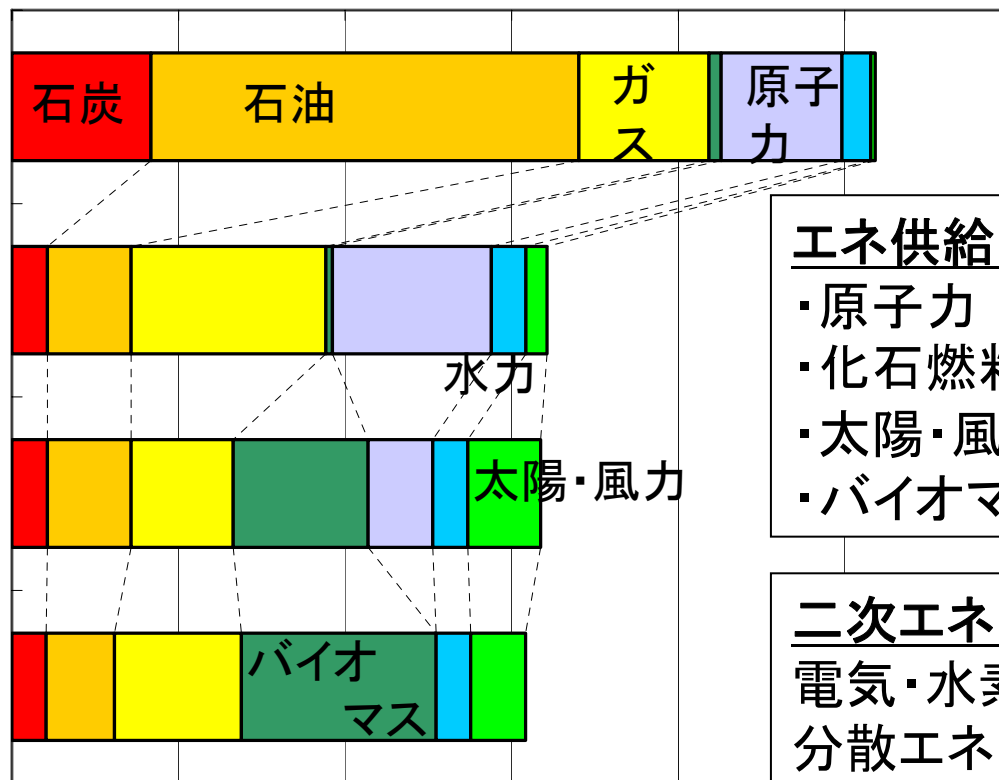 石炭
石油
ガ
ス
原子
力
水力
太陽・風力
バイオ
マス
エネ供給
・原子力
・化石燃
・太陽・風
・バイオマ
二次エネ
電気・水素
分散エネ